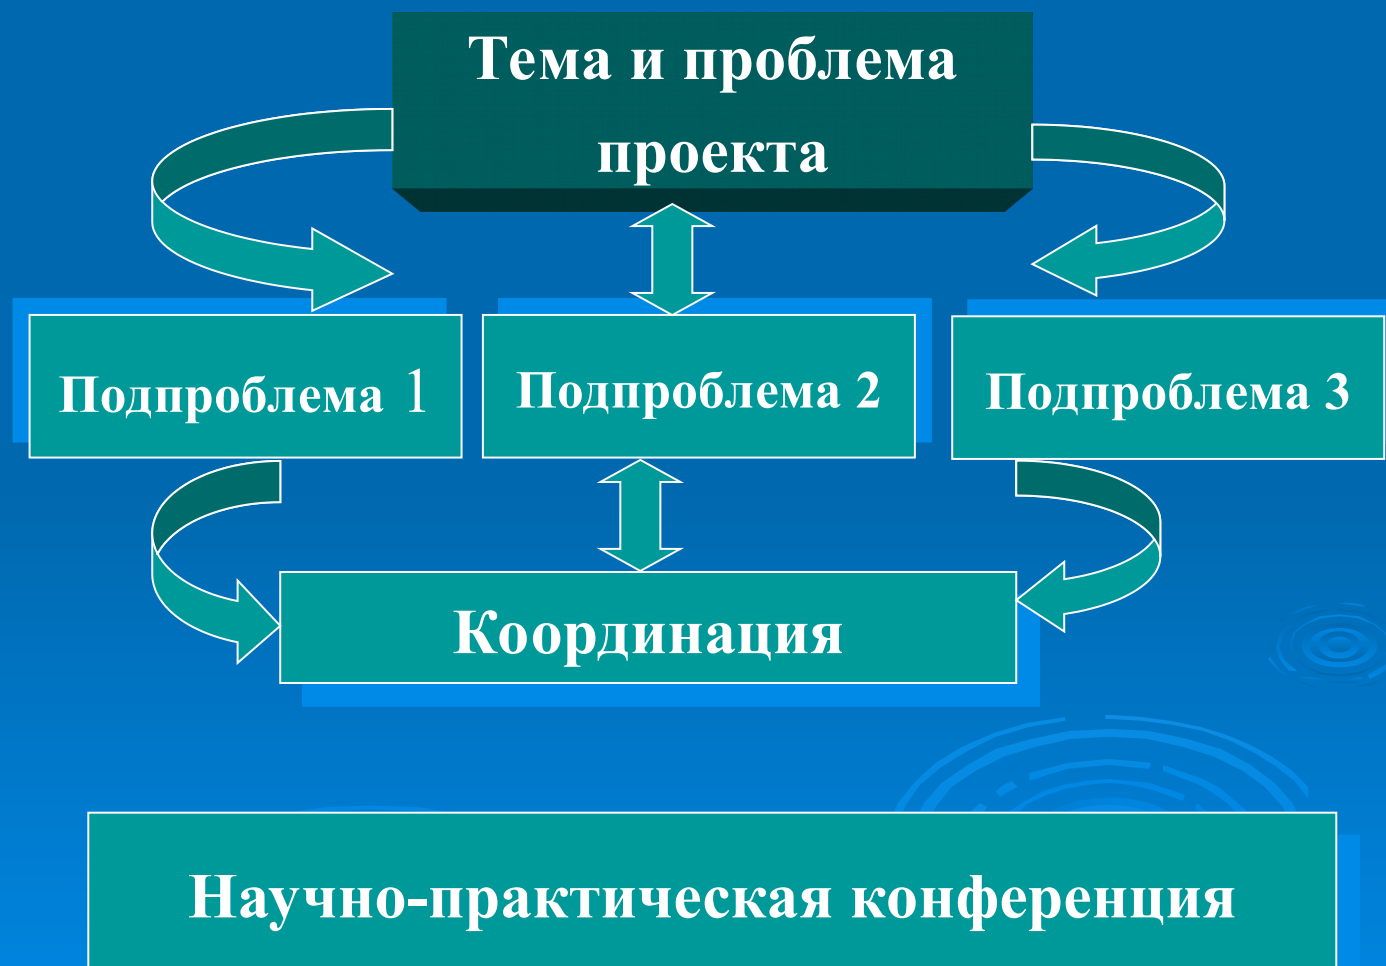 Тема и проблема
проекта
Подпроблема 1
Подпроблема 2
Подпроблема 3
Координация
Научно-практическая конференция